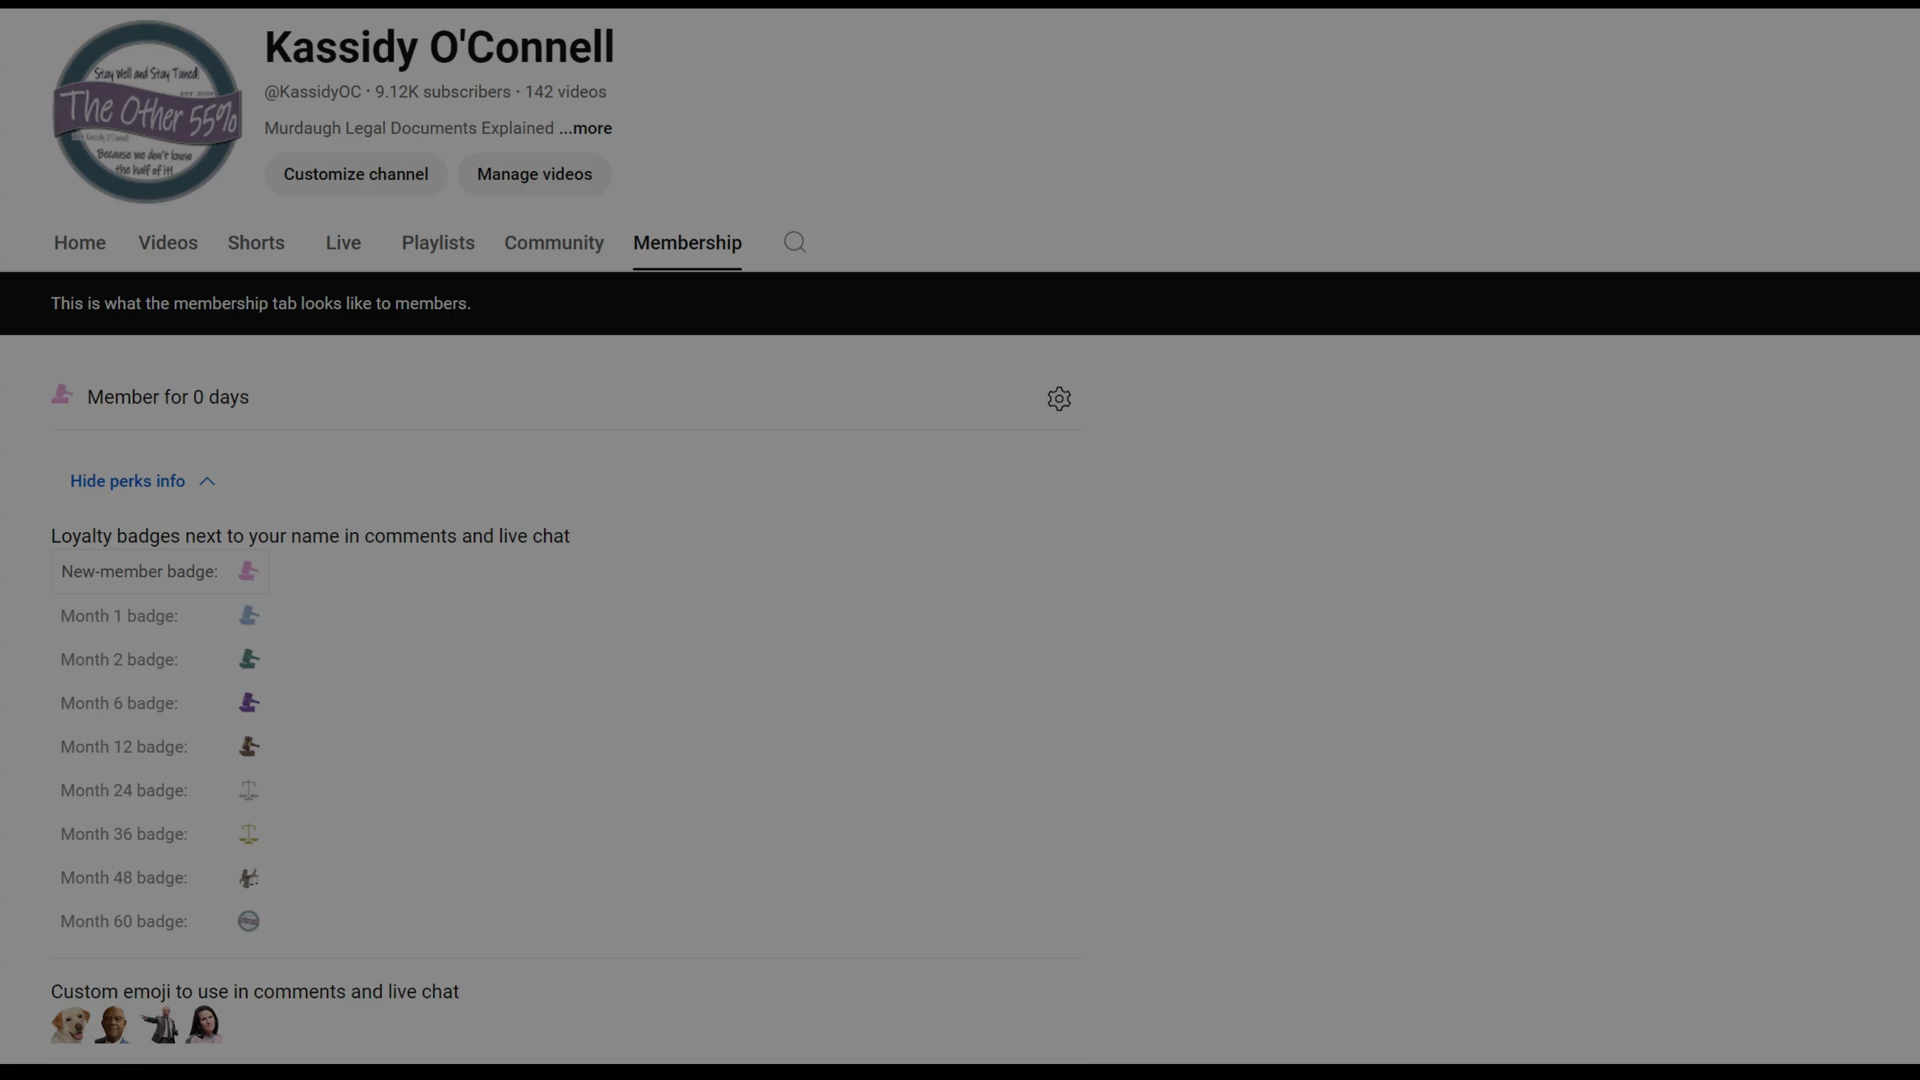 Stay Well and Stay Tuned!
The Other 55%
Because we don't know
the half of it!
Kassidy O'Connell
@KassidyOC · 9.12K subscribers · 142 videos
Murdaugh Legal Documents Explained ...more
Customize channel Manage videos
Home Videos Shorts Live Playlists Community Membership
This is what the membership tab looks like to members.
Member for 0 days
Hide perks info
Loyalty badges next to your name in comments and live chat
New-member badge:
Month 1 badge:
Month 2 badge:
Month 6 badge:
Month 12 badge:
Month 24 badge:
Month 36 badge:
Month 48 badge:
Month 60 badge:
Custom emoji to use in comments and live chat